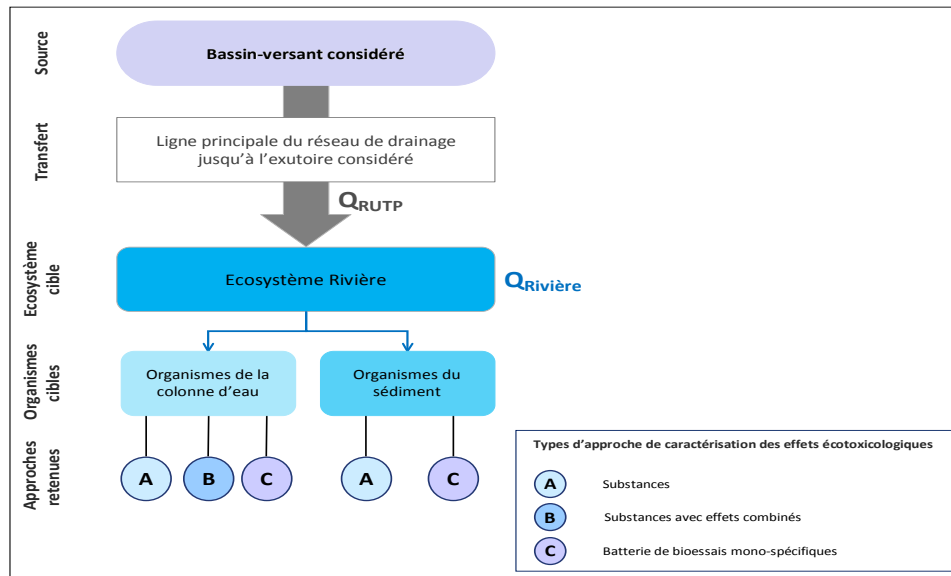 Source
Bassin-versant considéré
Transfert
Ligne principale du réseau de drainage
jusqu'à l'exutoire considéré
QRUTP
Ecosystème
cible
Ecosystème Rivière
QRivière
Organismes
cibles
Organismes de la
colonne d'eau
Organismes du
sédiment
Approches
retenues
A
B
C
A
C
Types d'approche de caractérisation des effets écotoxicologiques
A Substances
B Substances avec effets combinés
C Batterie de bioessais mono-spécifiques